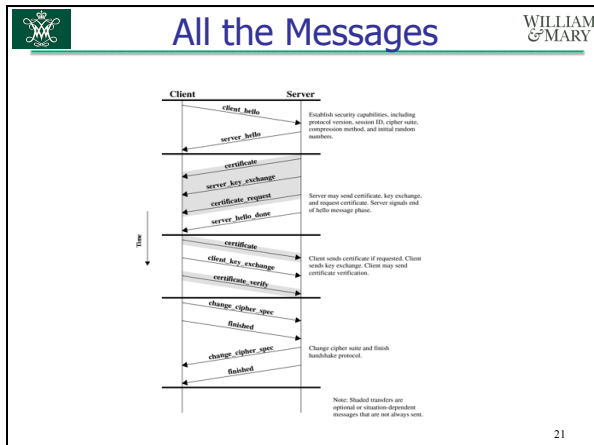 All the Messages
WILLIAM
& MARY
Client Server
client_hello
Establish security capabilities, including
protocol version, session ID, cipher suite,
compression method, and initial random
numbers.
server_hello
certificate
server_key_exchange
Server may send certificate, key exchange,
and request certificate. Server signals end
of hello message phase.
certificate_request
server_hello_done
Time
certificate
Client sends certificate if requested. Client
sends key exchange. Client may send
certificate verification.
client_key_exchange
certificate_verify
change_cipher_spec
finished
Change cipher suite and finish
handshake protocol.
change_cipher_spec
finished
Note: Shaded transfers are
optional or situation-dependent
messages that are not always sent.
21